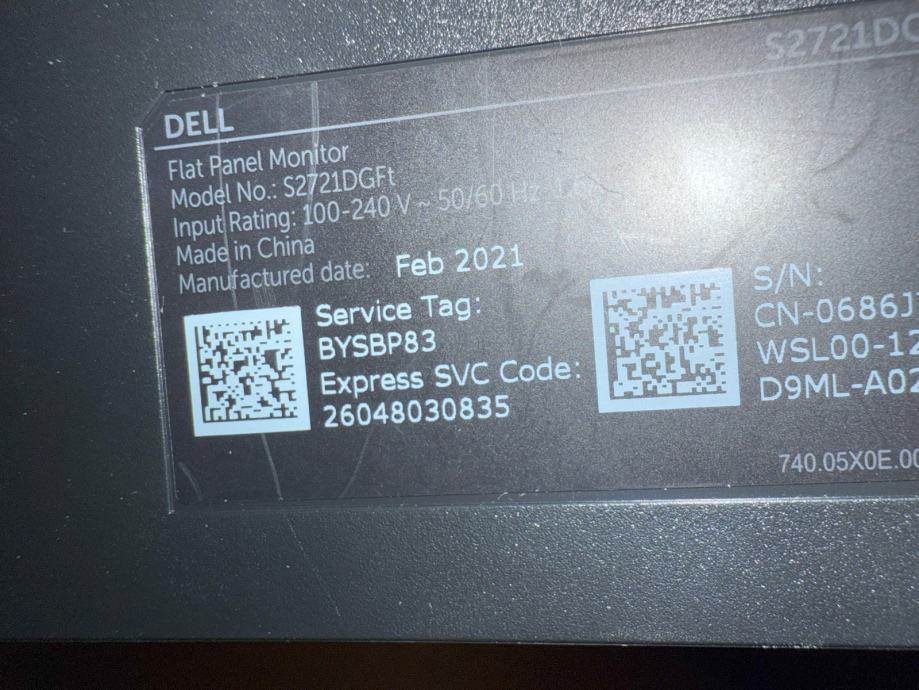 S2721DG
DELL
Flat Panel Monitor
Model No.: S2721DGFt
Input Rating: 100-240 V ~ 50/60 Hz
Made in China
Manufactured date: Feb 2021
Service Tag:
BYSBP83
Express SVC Code:
26048030835
S/N:
CN-0686J
WSL00-12
D9ML-A02
740.05X0E.00